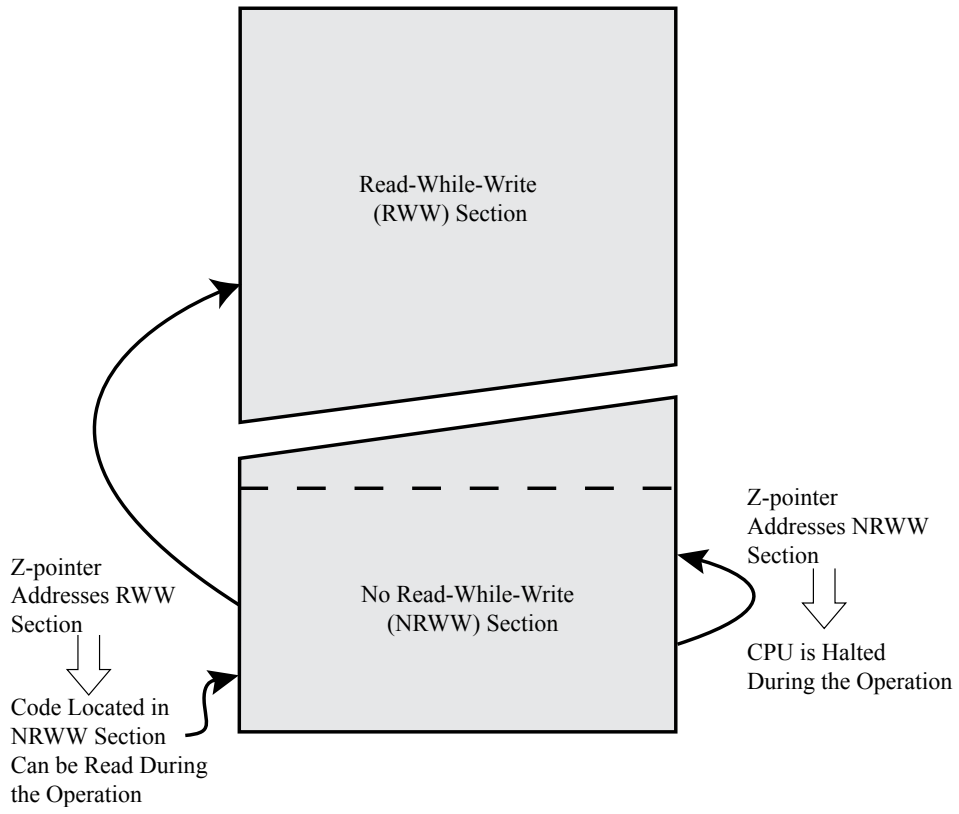 Read-While-Write
(RWW) Section
Z-pointer
Addresses NRWW
Section
Z-pointer
Addresses RWW
Section
No Read-While-Write
(NRWW) Section
CPU is Halted
During the Operation
Code Located in
NRWW Section
Can be Read During
the Operation